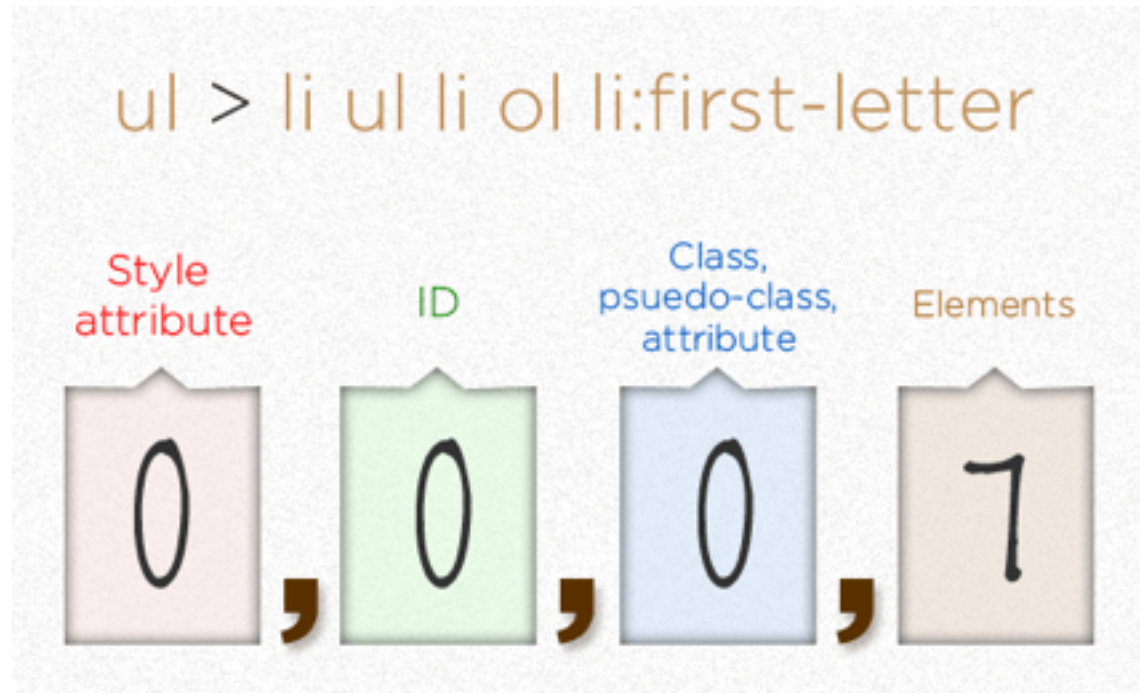 ul > li ul li ol li:first-letter
Style
attribute
ID
Class,
psuedo-class,
attribute
Elements
0 , 0 , 0 , 7